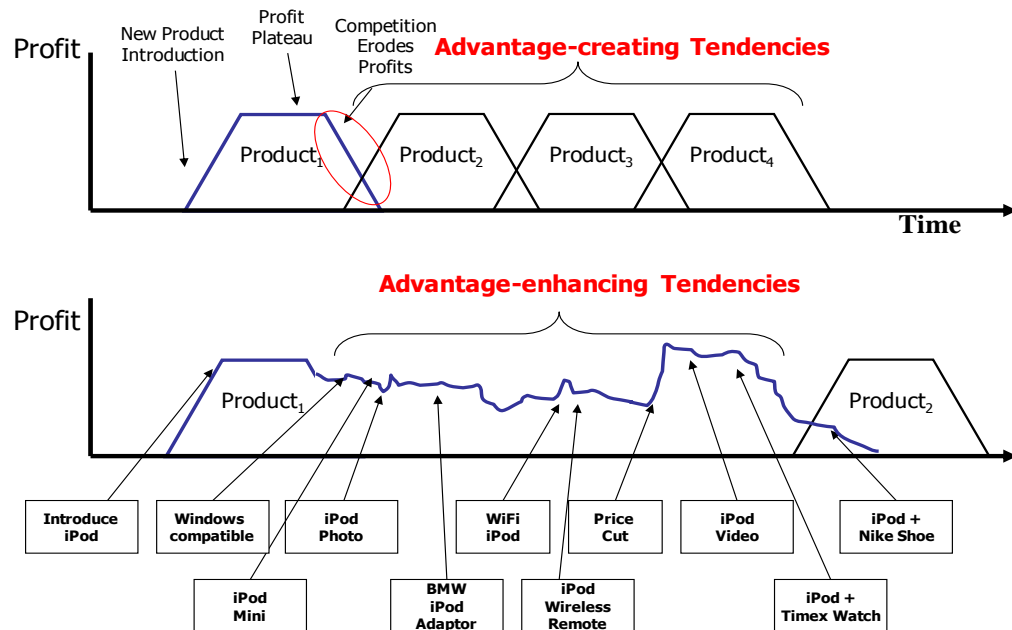 Profit
New Product
Introduction
Profit
Plateau
Competition
Erodes
Profits
Advantage-creating Tendencies
Product1
Product2
Product3
Product4
Time
Advantage-enhancing Tendencies
Profit
Product1
Product2
Introduce
iPod
Windows
compatible
iPod
Photo
WiFi
iPod
Price
Cut
iPod
Video
iPod +
Nike Shoe
iPod
Mini
BMW
iPod
Adaptor
iPod
Wireless
Remote
iPod +
Timex Watch